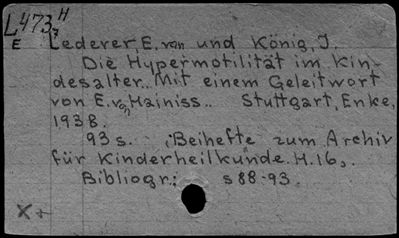 L473 H
E
Lederer, E. von und König, J.
Die Hypermotilität im Kin-
desalter.. Mit einem Geleitwort
von E. von Hainiss.. Stuttgart, Enke,
1938.
93 s. (Beihefte zum Archiv
für Kinderheilkunde. H.16).
Bibliogr.: s 88-93.
X+